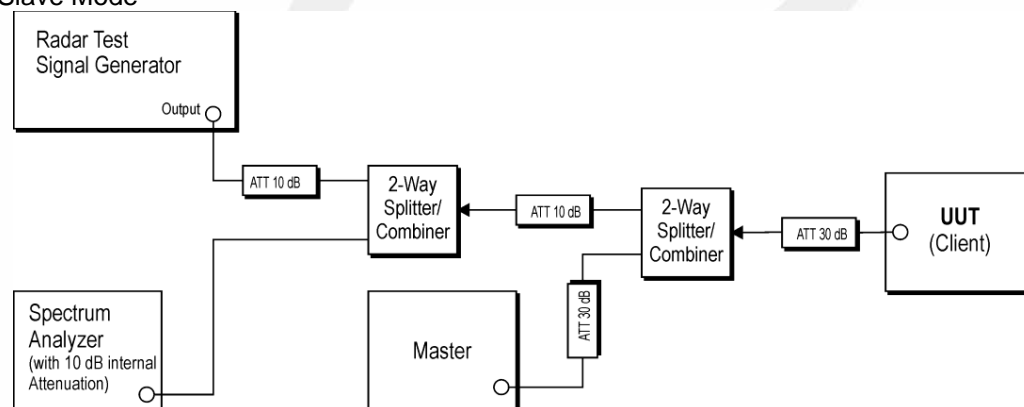 Slave Mode
Radar Test
Signal Generator
Output
ATT 10 dB
2-Way
Splitter/
Combiner
ATT 10 dB
2-Way
Splitter/
Combiner
ATT 30 dB
UUT
(Client)
ATT 30 dB
Spectrum
Analyzer
(with 10 dB internal
Attenuation)
Master